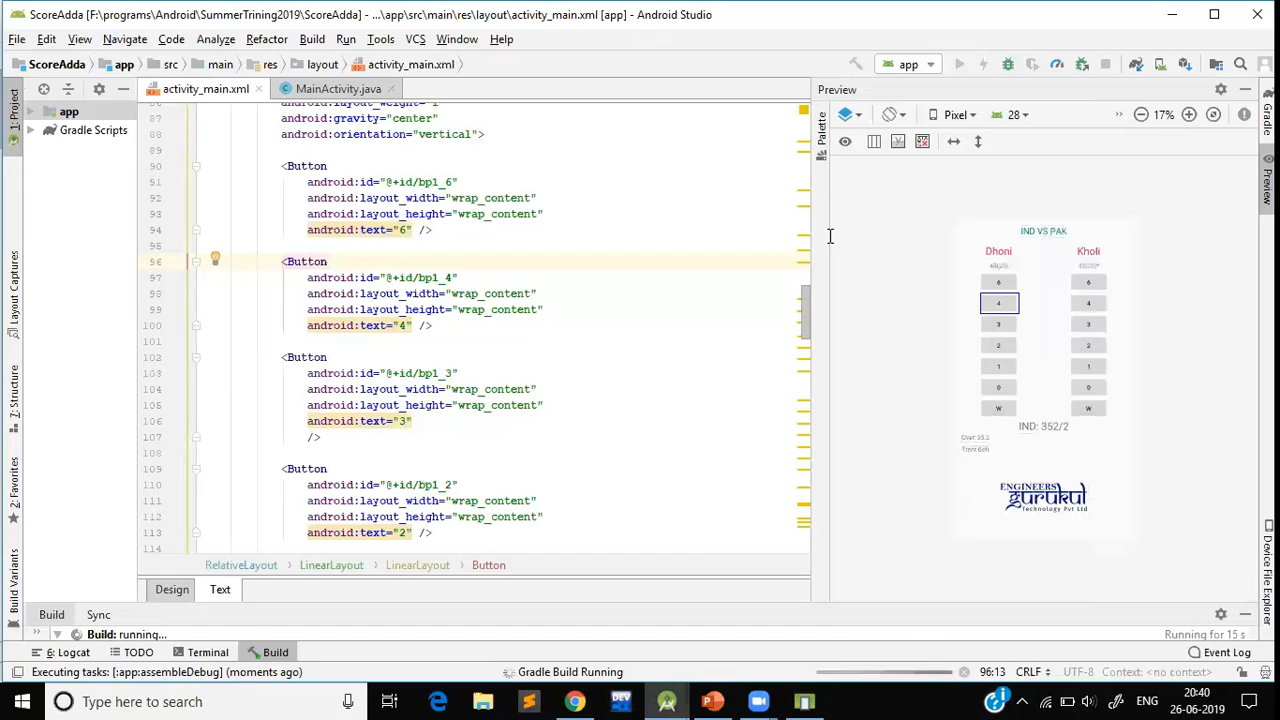 ScoreAdda [F:\programs\Android\SummerTrining2019\ScoreAdda] - ...\app\src\main\res\layout\activity_main.xml [app] - Android Studio
File Edit View Navigate Code Analyze Refactor Build Run Tools VCS Window Help
ScoreAdda app src main res layout activity_main.xml app
1: Project
activity_main.xml MainActivity.java
Preview
Gradle
app
Gradle Scripts
Palette
Pixel 28 17%
Preview
87 android:gravity="center"
88 android:orientation="vertical">
89
90 <Button
91 android:id="@+id/bp1_6"
92 android:layout_width="wrap_content"
93 android:layout_height="wrap_content"
94 android:text="6" />
95
96 <Button
97 android:id="@+id/bp1_4"
98 android:layout_width="wrap_content"
99 android:layout_height="wrap_content"
100 android:text="4" />
101
102 <Button
103 android:id="@+id/bp1_3"
104 android:layout_width="wrap_content"
105 android:layout_height="wrap_content"
106 android:text="3"
107 />
108
109 <Button
110 android:id="@+id/bp1_2"
111 android:layout_width="wrap_content"
112 android:layout_height="wrap_content"
113 android:text="2" />
114
IND VS PAK
Dhoni Kholi
6 6
4 4
3 3
2 2
1 1
0 0
W W
IND: 352/2
ENGINEERS
gurukul
Technology Pvt Ltd
Layout Captures
7: Structure
2: Favorites
Build Variants
Device File Explorer
RelativeLayout LinearLayout LinearLayout Button
Design Text
Build Sync
Build: running... Running for 15 s
6: Logcat TODO Terminal Build Event Log
Executing tasks: [:app:assembleDebug] (moments ago) Gradle Build Running 96:13 CRLF UTF-8 Context: <no context>
Type here to search
DEV
ENG
20:40
26-06-2019